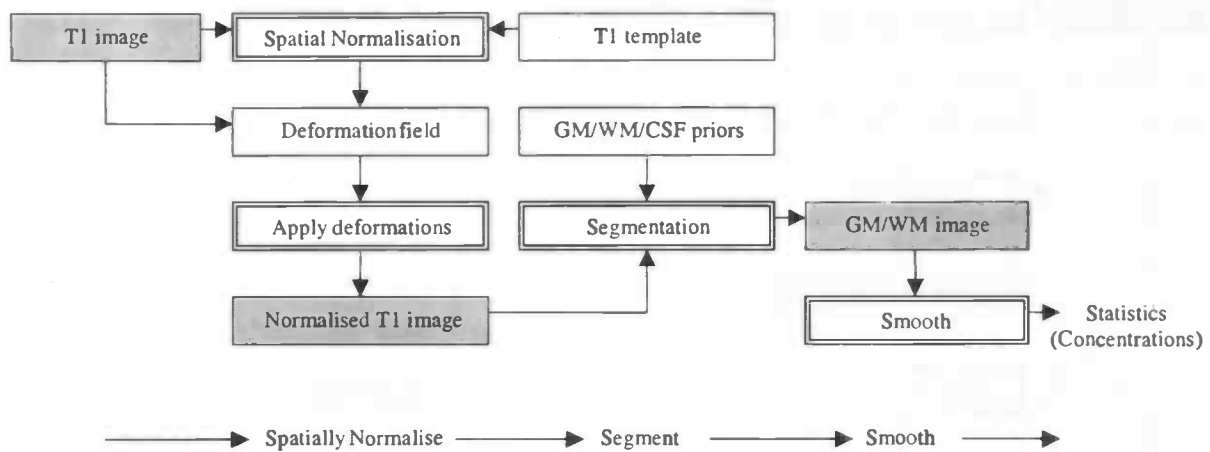 T1 image
Spatial Normalisation
T1 template
Deformation field
GM/WM/CSF priors
Apply deformations
Segmentation
GM/WM image
Normalised T1 image
Smooth
Statistics
(Concentrations)
Spatially Normalise
Segment
Smooth